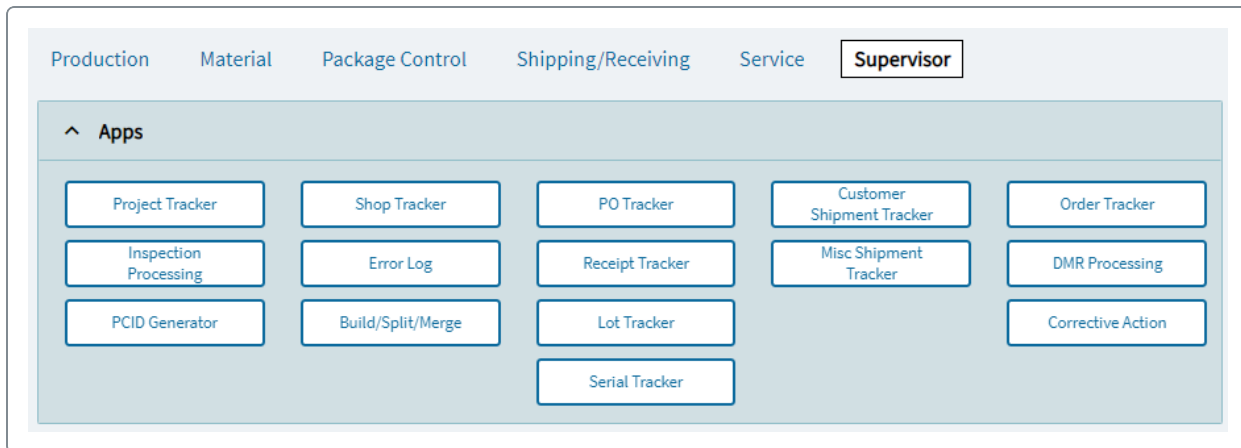 Production Material Package Control Shipping/Receiving Service Supervisor
Apps
Project Tracker Shop Tracker PO Tracker Customer Shipment Tracker Order Tracker
Inspection Processing Error Log Receipt Tracker Misc Shipment Tracker DMR Processing
PCID Generator Build/Split/Merge Lot Tracker Corrective Action
Serial Tracker